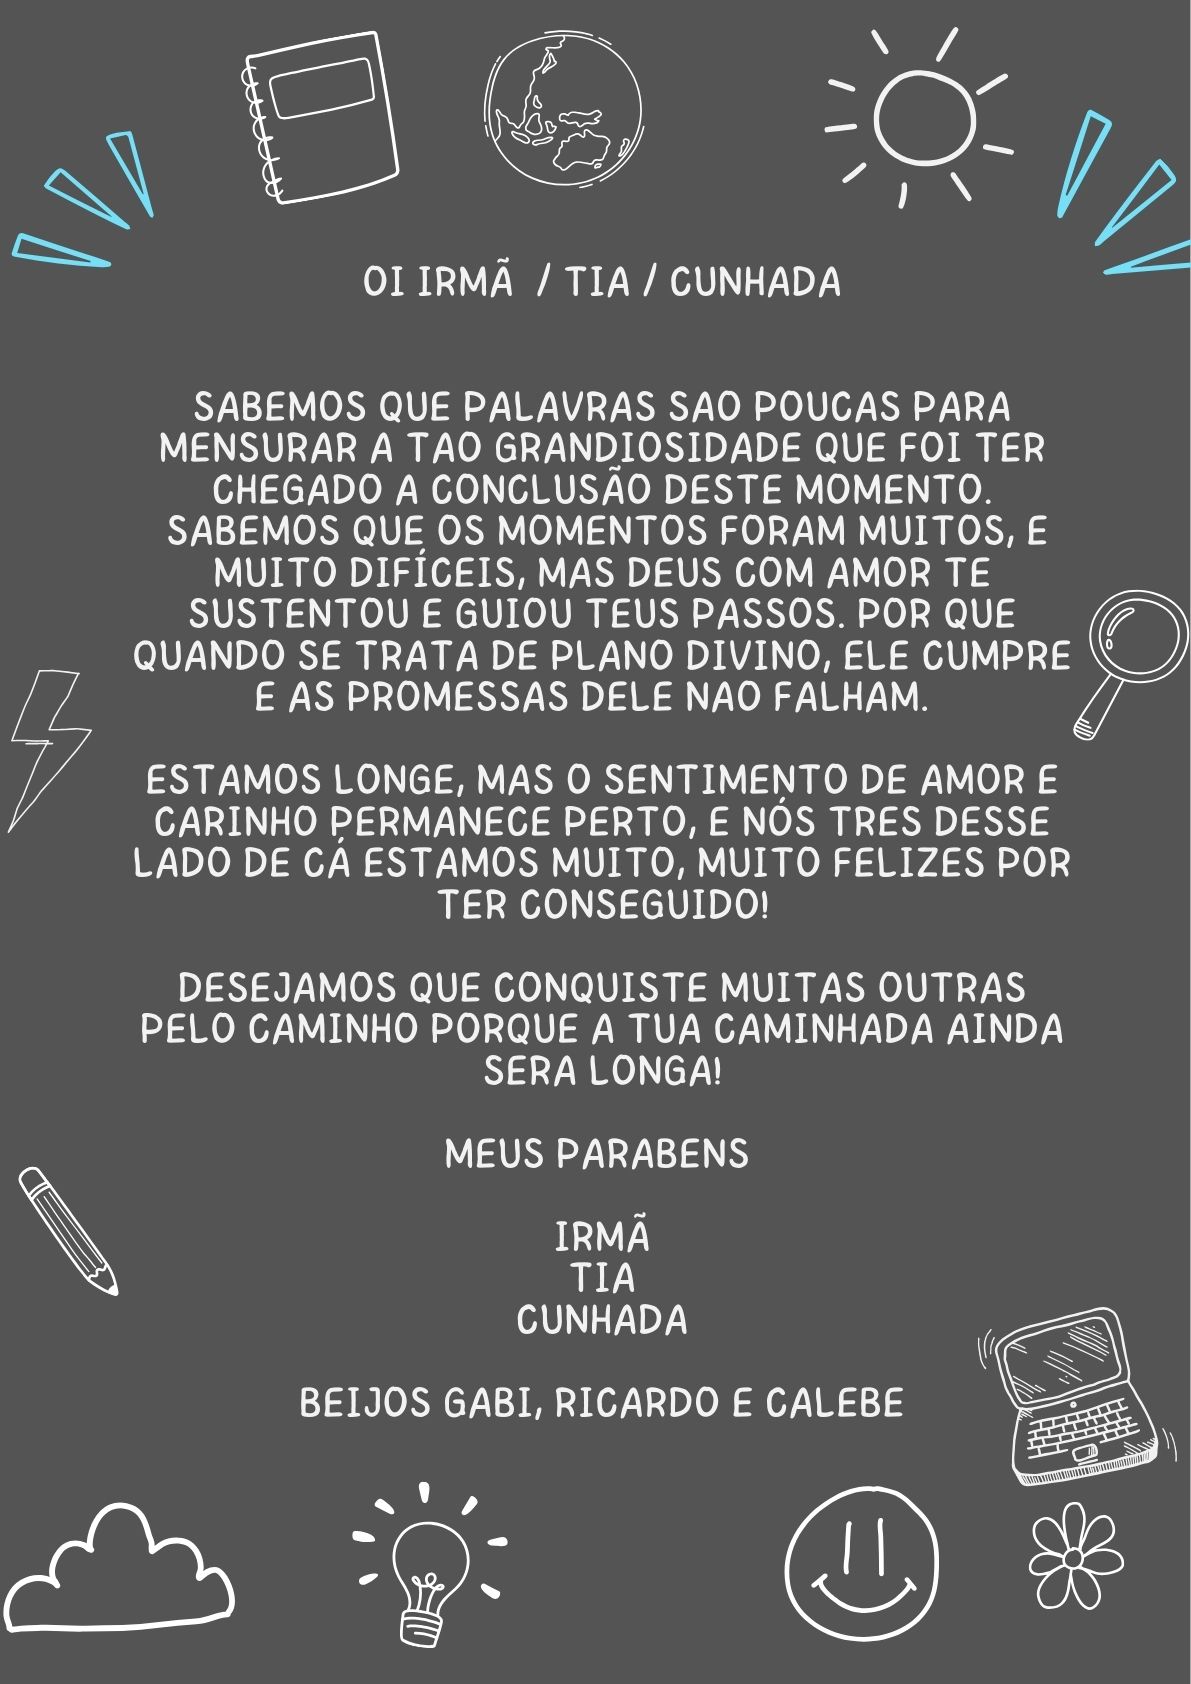 OI IRMÃ / TIA / CUNHADA
SABEMOS QUE PALAVRAS SAO POUCAS PARA
MENSURAR A TAO GRANDIOSIDADE QUE FOI TER
CHEGADO A CONCLUSÃO DESTE MOMENTO.
SABEMOS QUE OS MOMENTOS FORAM MUITOS, E
MUITO DIFÍCEIS, MAS DEUS COM AMOR TE
SUSTENTOU E GUIOU TEUS PASSOS. POR QUE
QUANDO SE TRATA DE PLANO DIVINO, ELE CUMPRE
E AS PROMESSAS DELE NAO FALHAM.
ESTAMOS LONGE, MAS O SENTIMENTO DE AMOR E
CARINHO PERMANECE PERTO, E NÓS TRES DESSE
LADO DE CÁ ESTAMOS MUITO, MUITO FELIZES POR
TER CONSEGUIDO!
DESEJAMOS QUE CONQUISTE MUITAS OUTRAS
PELO CAMINHO PORQUE A TUA CAMINHADA AINDA
SERA LONGA!
MEUS PARABENS
IRMÃ
TIA
CUNHADA
BEIJOS GABI, RICARDO E CALEBE